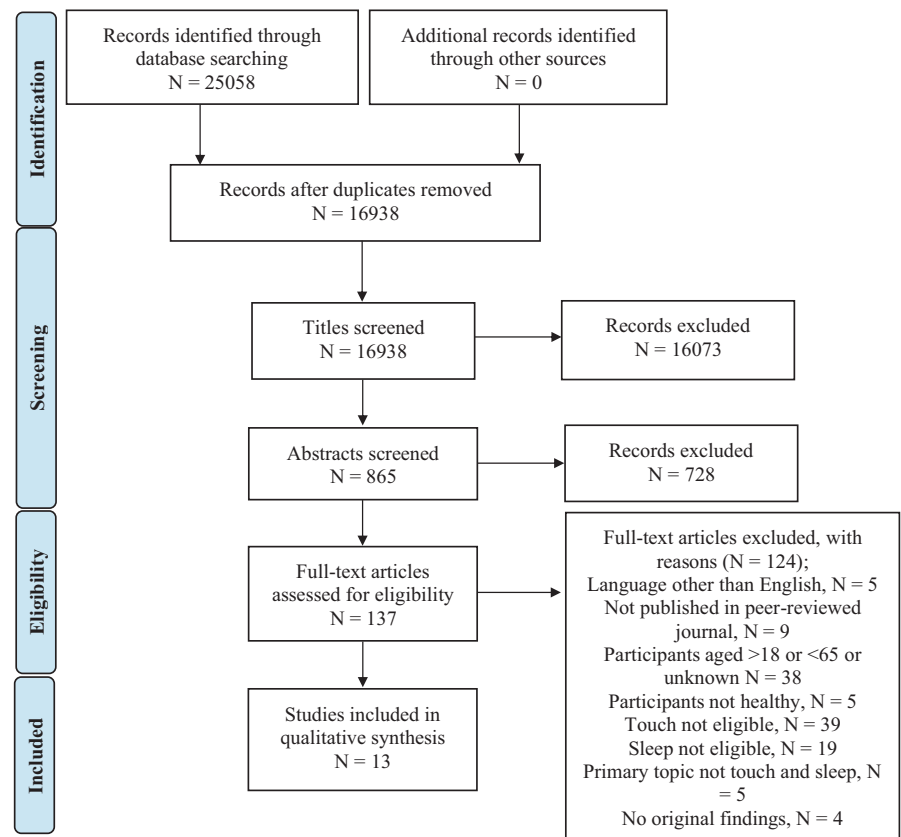 Identification
Records identified through
database searching
N = 25058
Additional records identified
through other sources
N = 0
Records after duplicates removed
N = 16938
Screening
Titles screened
N = 16938
Records excluded
N = 16073
Abstracts screened
N = 865
Records excluded
N = 728
Eligibility
Full-text articles
assessed for eligibility
N = 137
Full-text articles excluded, with
reasons (N = 124);
Language other than English, N = 5
Not published in peer-reviewed
journal, N = 9
Participants aged >18 or <65 or
unknown N = 38
Participants not healthy, N = 5
Touch not eligible, N = 39
Sleep not eligible, N = 19
Primary topic not touch and sleep, N
= 5
No original findings, N = 4
Included
Studies included in
qualitative synthesis
N = 13